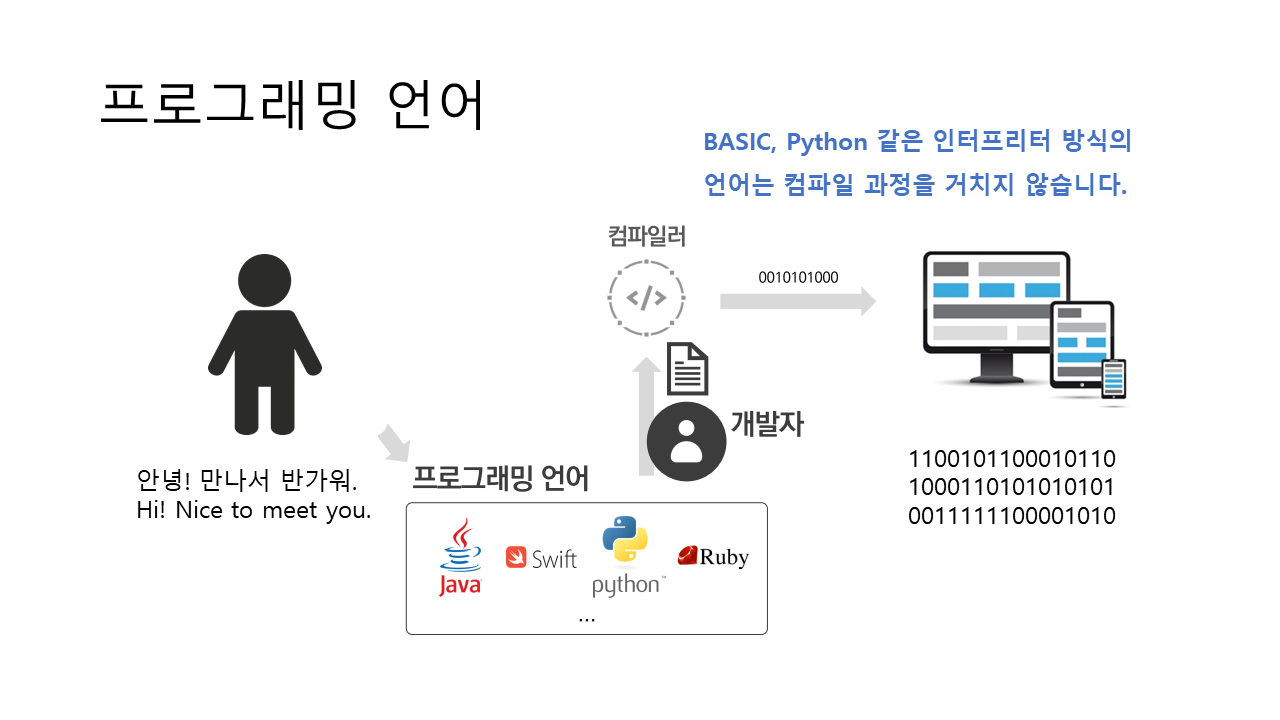 프로그래밍 언어
BASIC, Python 같은 인터프리터 방식의
언어는 컴파일 과정을 거치지 않습니다.
컴파일러
</>
0010101000
개발자
안녕! 만나서 반가워.
Hi! Nice to meet you.
프로그래밍 언어
Java
Swift
python™
Ruby
...
1100101100010110
1000110101010101
0011111100001010